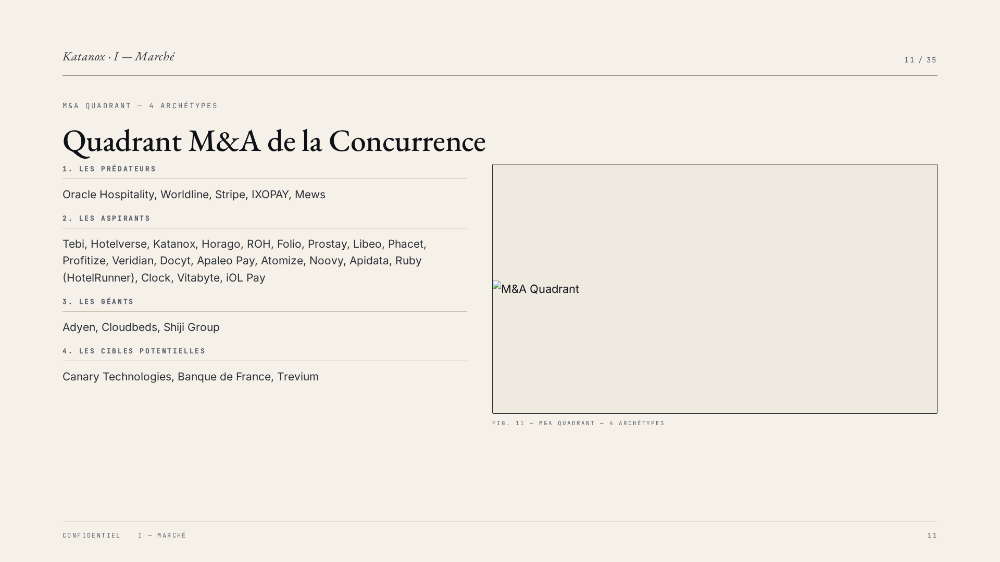 Katanox · I — Marché
11 / 35
M&A QUADRANT — 4 ARCHÉTYPES
Quadrant M&A de la Concurrence
1. LES PRÉDATEURS
Oracle Hospitality, Worldline, Stripe, IXOPAY, Mews
2. LES ASPIRANTS
Tebi, Hotelverse, Katanox, Horago, ROH, Folio, Prostay, Libeo, Phacet,
Profitize, Veridian, Docyt, Apaleo Pay, Atomize, Noovy, Apidata, Ruby
(HotelRunner), Clock, Vitabyte, iOL Pay
3. LES GÉANTS
Adyen, Cloudbeds, Shiji Group
4. LES CIBLES POTENTIELLES
Canary Technologies, Banque de France, Trevium
M&A Quadrant
FIG. 11 — M&A QUADRANT — 4 ARCHÉTYPES
CONFIDENTIEL I — MARCHÉ
11